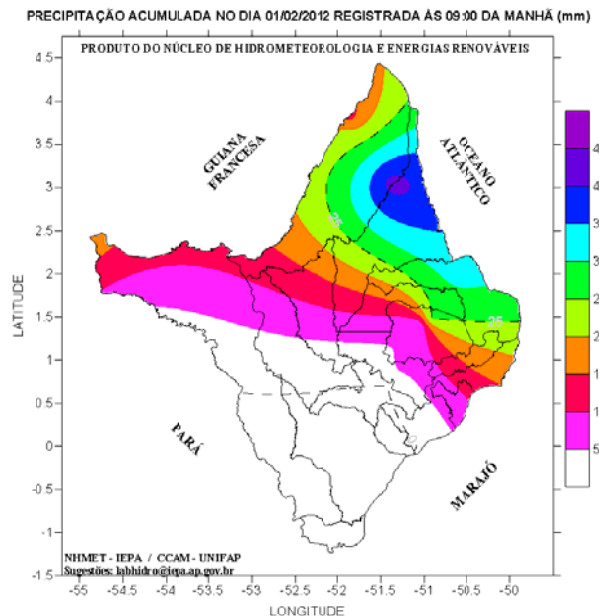 PRECIPITAÇÃO ACUMULADA NO DIA 01/02/2012 REGISTRADA ÀS 09:00 DA MANHÃ (mm)
PRODUTO DO NÚCLEO DE HIDROMETEOROLOGIA E ENERGIAS RENOVÁVEIS
GUIANA
FRANCESA
OCEANO
ATLÂNTICO
PARÁ
MARAJÓ
LATITUDE
4.5
4
3.5
3
2.5
2
1.5
1
0.5
0
-0.5
-1
-1.5
25
25
0
4
4
3
3
2
2
1
1
5
NHMET - IEPA / CCAM - UNIFAP
Sugestões: labhidro@iepa.ap.gov.br
-55 -54.5 -54 -53.5 -53 -52.5 -52 -51.5 -51 -50.5 -50
LONGITUDE